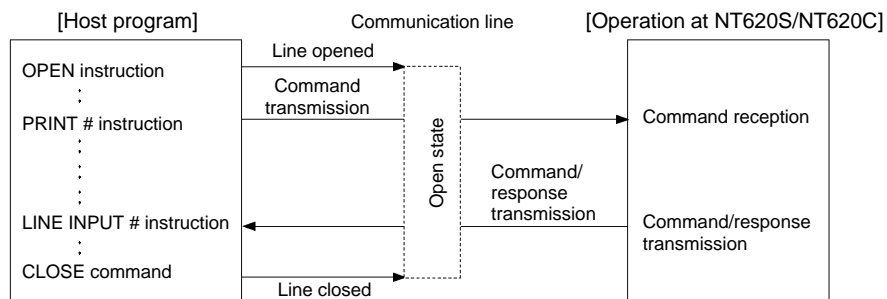 [Host program]
Communication line
[Operation at NT620S/NT620C]
Line opened
OPEN instruction
Command
transmission
PRINT # instruction
Command reception
Open state
Command/
response
transmission
LINE INPUT # instruction
Command/response
transmission
CLOSE command
Line closed